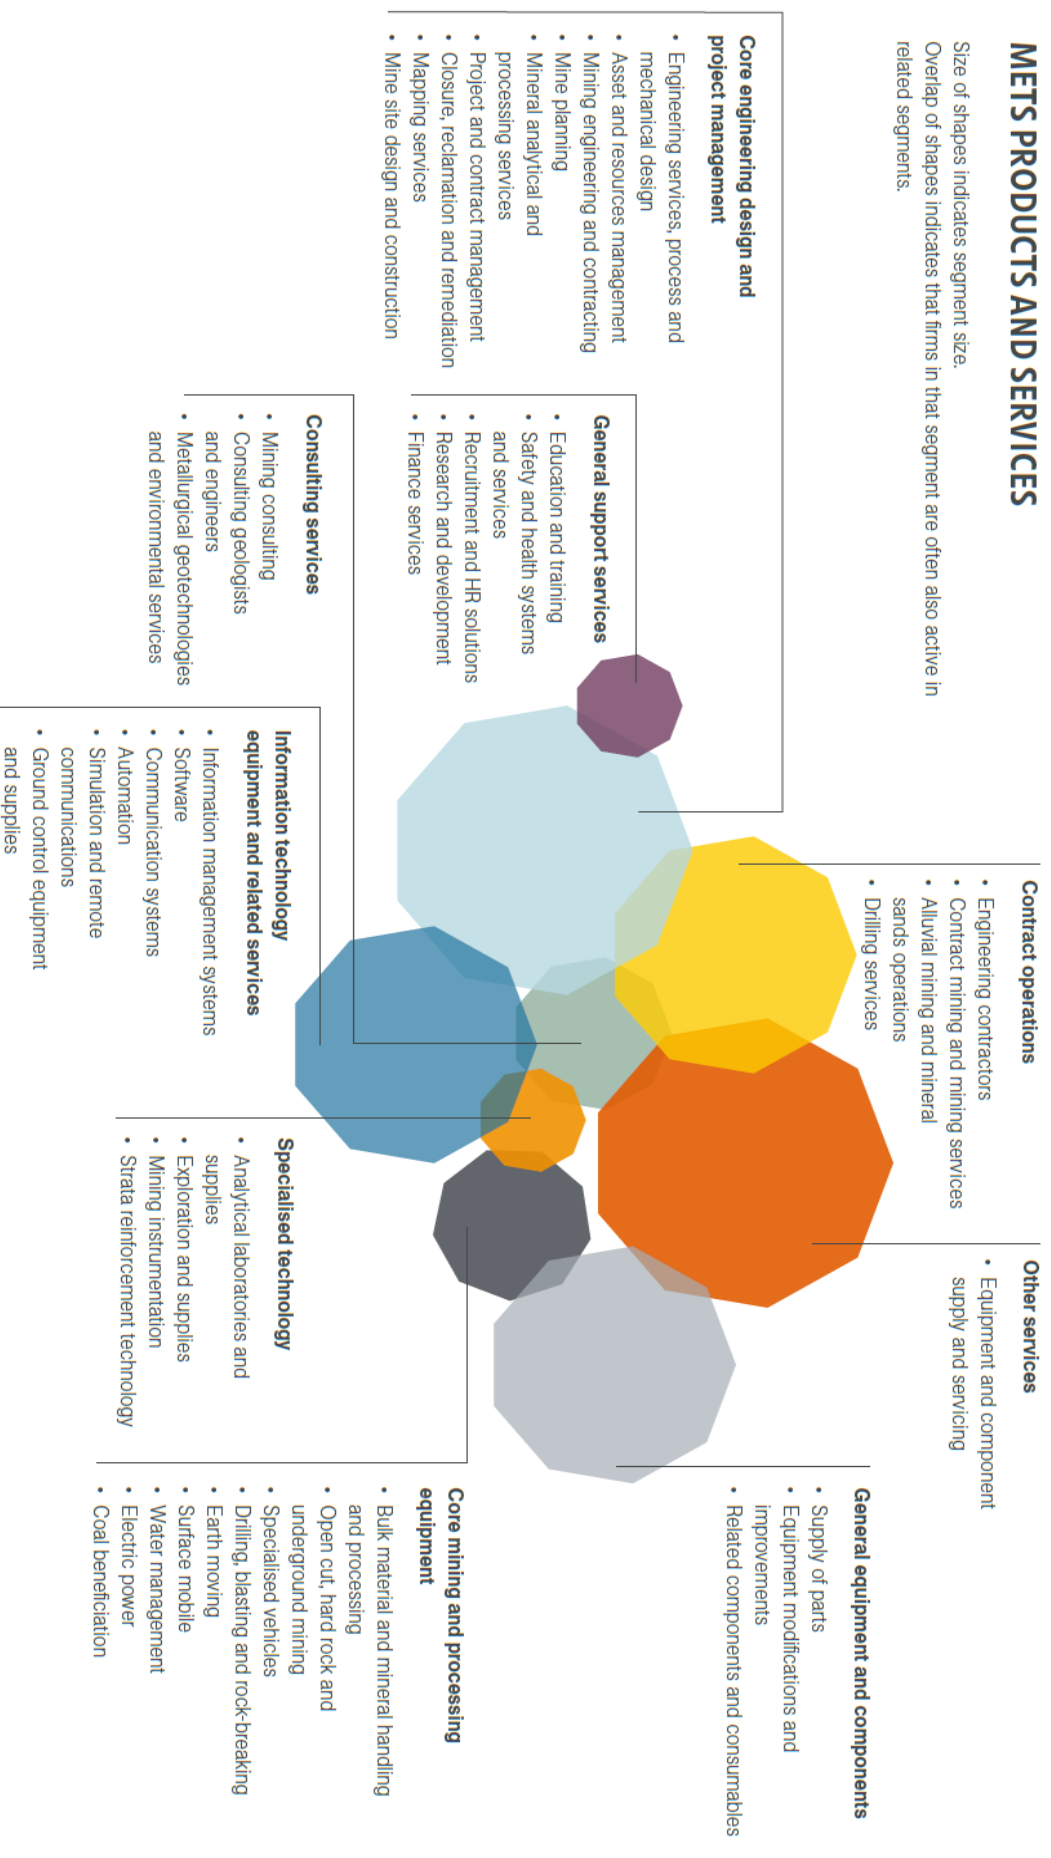 METS PRODUCTS AND SERVICES
Size of shapes indicates segment size.
Overlap of shapes indicates that firms in that segment are often also active in
related segments.
Core engineering design and
project management
• Engineering services, process and
mechanical design
• Asset and resources management
• Mining engineering and contracting
• Mine planning
• Mineral analytical and
processing services
• Project and contract management
• Closure, reclamation and remediation
• Mapping services
• Mine site design and construction
General support services
• Education and training
• Safety and health systems
and services
• Recruitment and HR solutions
• Research and development
• Finance services
Consulting services
• Mining consulting
• Consulting geologists
and engineers
• Metallurgical geotechnologies
and environmental services
Information technology
equipment and related services
• Information management systems
• Software
• Communication systems
• Automation
• Simulation and remote
communications
• Ground control equipment
and supplies
Contract operations
• Engineering contractors
• Contract mining and mining services
• Alluvial mining and mineral
sands operations
• Drilling services
Other services
• Equipment and component
supply and servicing
Specialised technology
• Analytical laboratories and
supplies
• Exploration and supplies
• Mining instrumentation
• Strata reinforcement technology
General equipment and components
• Supply of parts
• Equipment modifications and
improvements
• Related components and consumables
Core mining and processing
equipment
• Bulk material and mineral handling
and processing
• Open cut, hard rock and
underground mining
• Specialised vehicles
• Drilling, blasting and rock-breaking
• Earth moving
• Surface mobile
• Water management
• Electric power
• Coal beneficiation